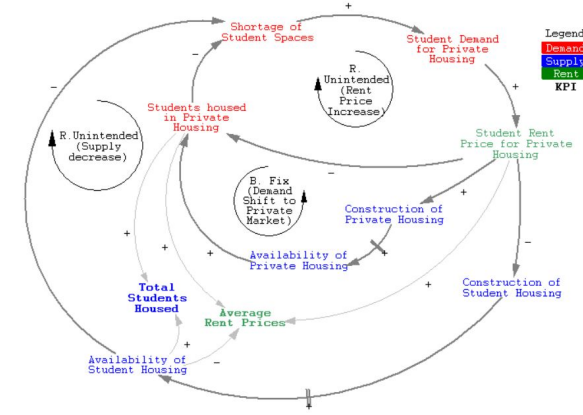 +
Shortage of
Student Spaces
Student Demand
for Private
Housing
Legend
Demand
Supply
Rent
KPI
-
-
R.
Unintended
(Rent
Price
Increase)
+
Students housed
in Private
Housing
R.Unintended
(Supply
decrease)
Student Rent
Price for Private
Housing
-
B. Fix
(Demand
Shift to
Private
Market)
+
Construction of
Private Housing
+
+
+
-
+
Availability of
Private Housing
+
Construction of
Student Housing
Total
Students
Housed
Average
Rent Prices
+
Availability of
Student Housing
-
+